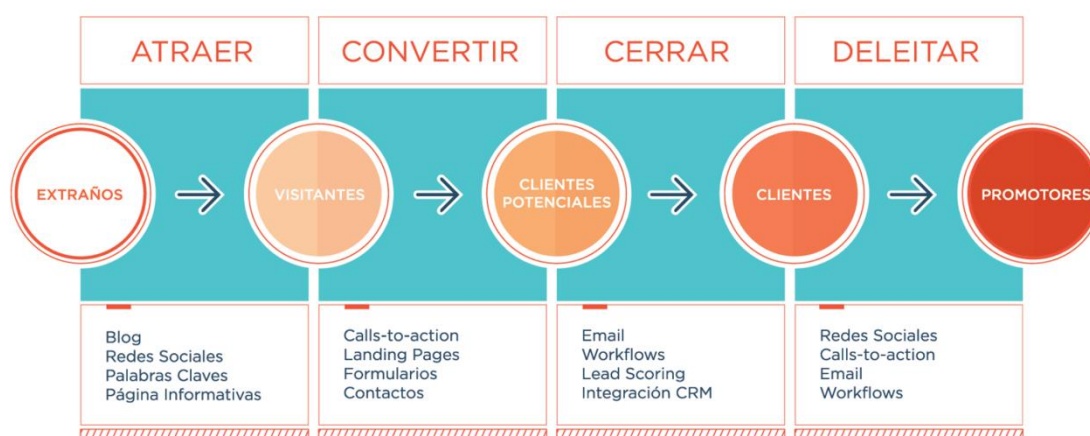 ATRAER
CONVERTIR
CERRAR
DELEITAR
EXTRAÑOS
VISITANTES
CLIENTES
POTENCIALES
CLIENTES
PROMOTORES
Blog
Redes Sociales
Palabras Claves
Página Informativas
Calls-to-action
Landing Pages
Formularios
Contactos
Email
Workflows
Lead Scoring
Integración CRM
Redes Sociales
Calls-to-action
Email
Workflows